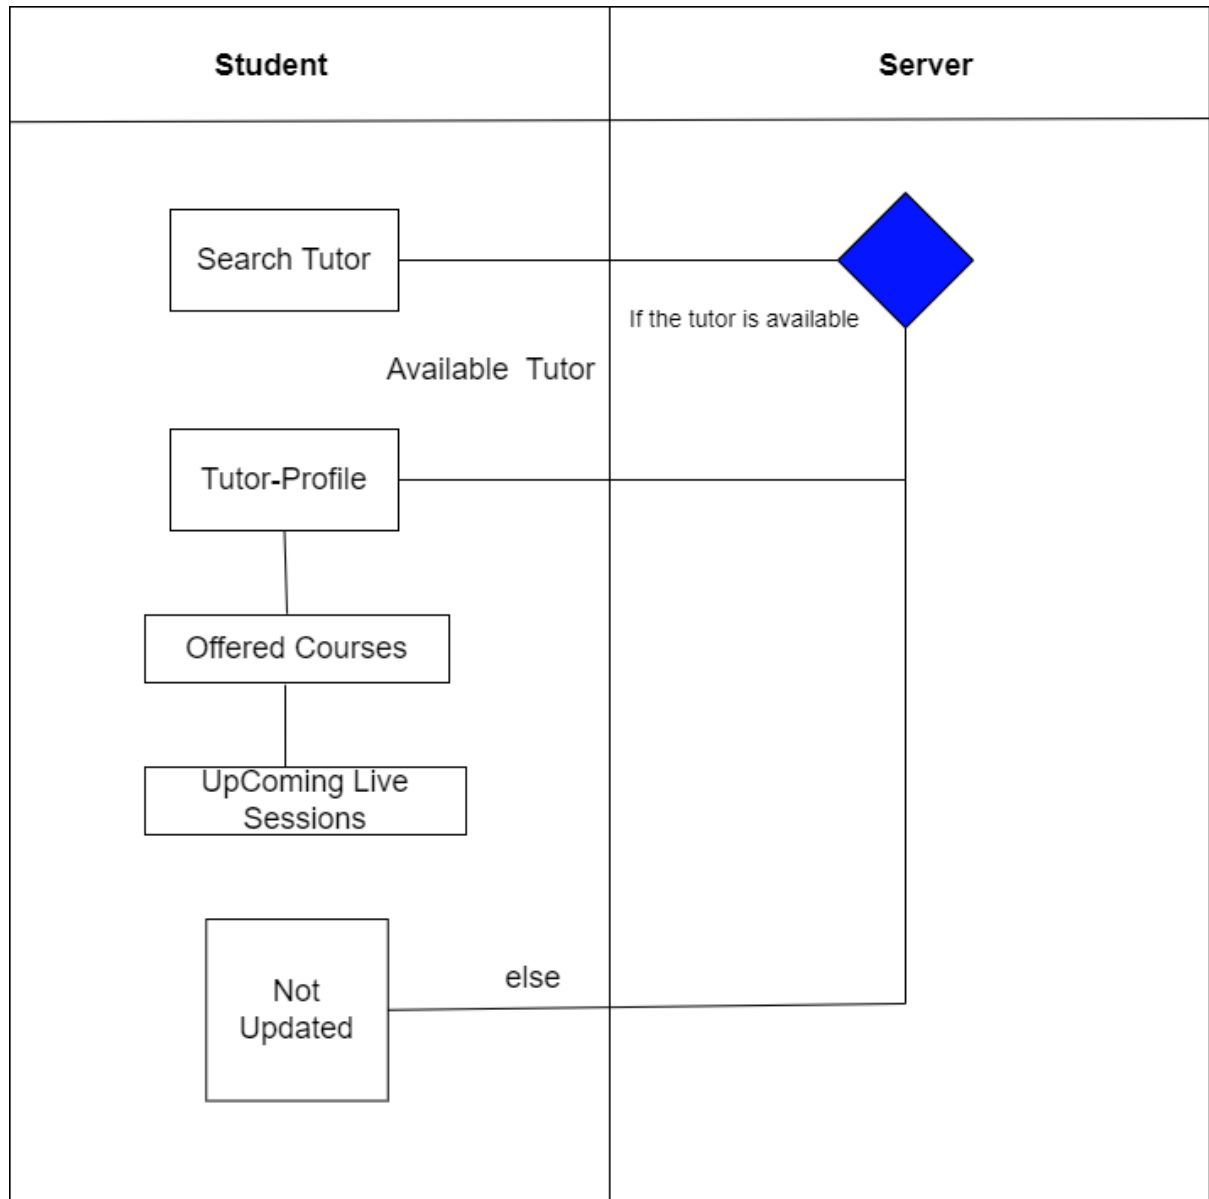 Student
Server
Search Tutor
If the tutor is available
Available Tutor
Tutor-Profile
Offered Courses
UpComing Live
Sessions
else
Not
Updated